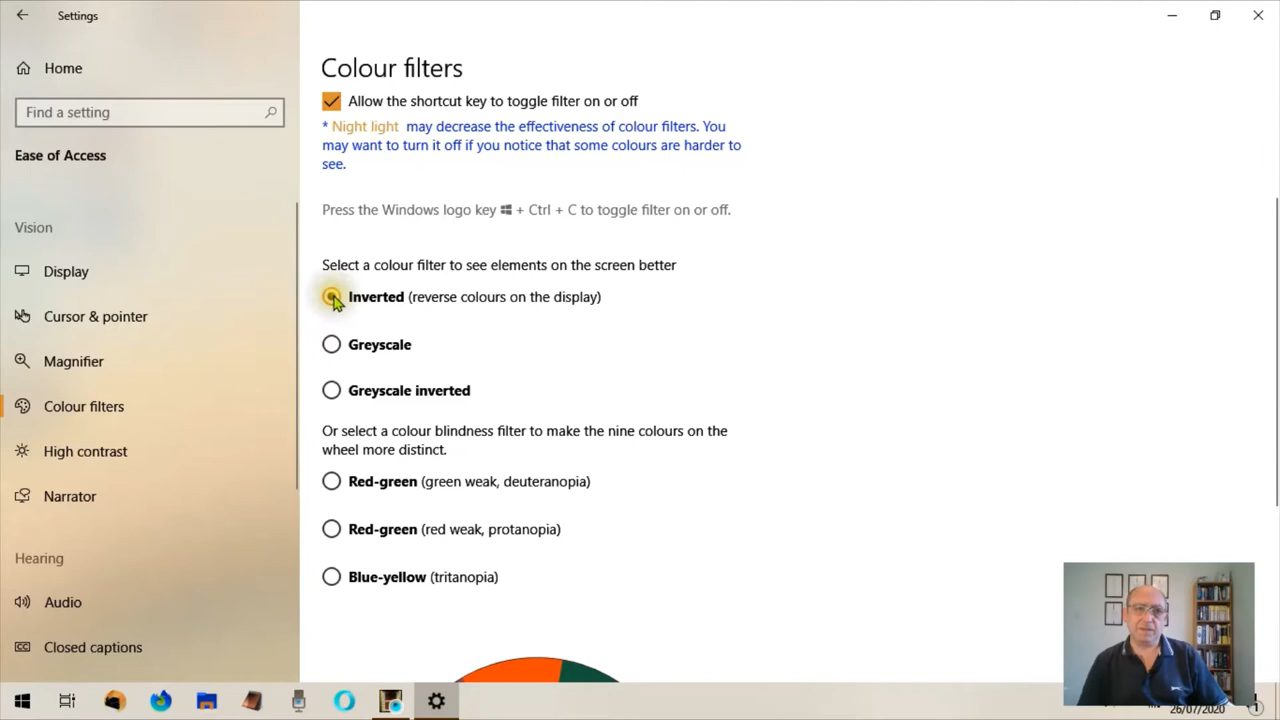 Settings
Home
Find a setting
Ease of Access
Vision
Display
Cursor & pointer
Magnifier
Colour filters
High contrast
Narrator
Hearing
Audio
Closed captions
Colour filters
Allow the shortcut key to toggle filter on or off
* Night light may decrease the effectiveness of colour filters. You
may want to turn it off if you notice that some colours are harder to
see.
Press the Windows logo key + Ctrl + C to toggle filter on or off.
Select a colour filter to see elements on the screen better
Inverted (reverse colours on the display)
Greyscale
Greyscale inverted
Or select a colour blindness filter to make the nine colours on the
wheel more distinct.
Red-green (green weak, deuteranopia)
Red-green (red weak, protanopia)
Blue-yellow (tritanopia)
26/07/2020